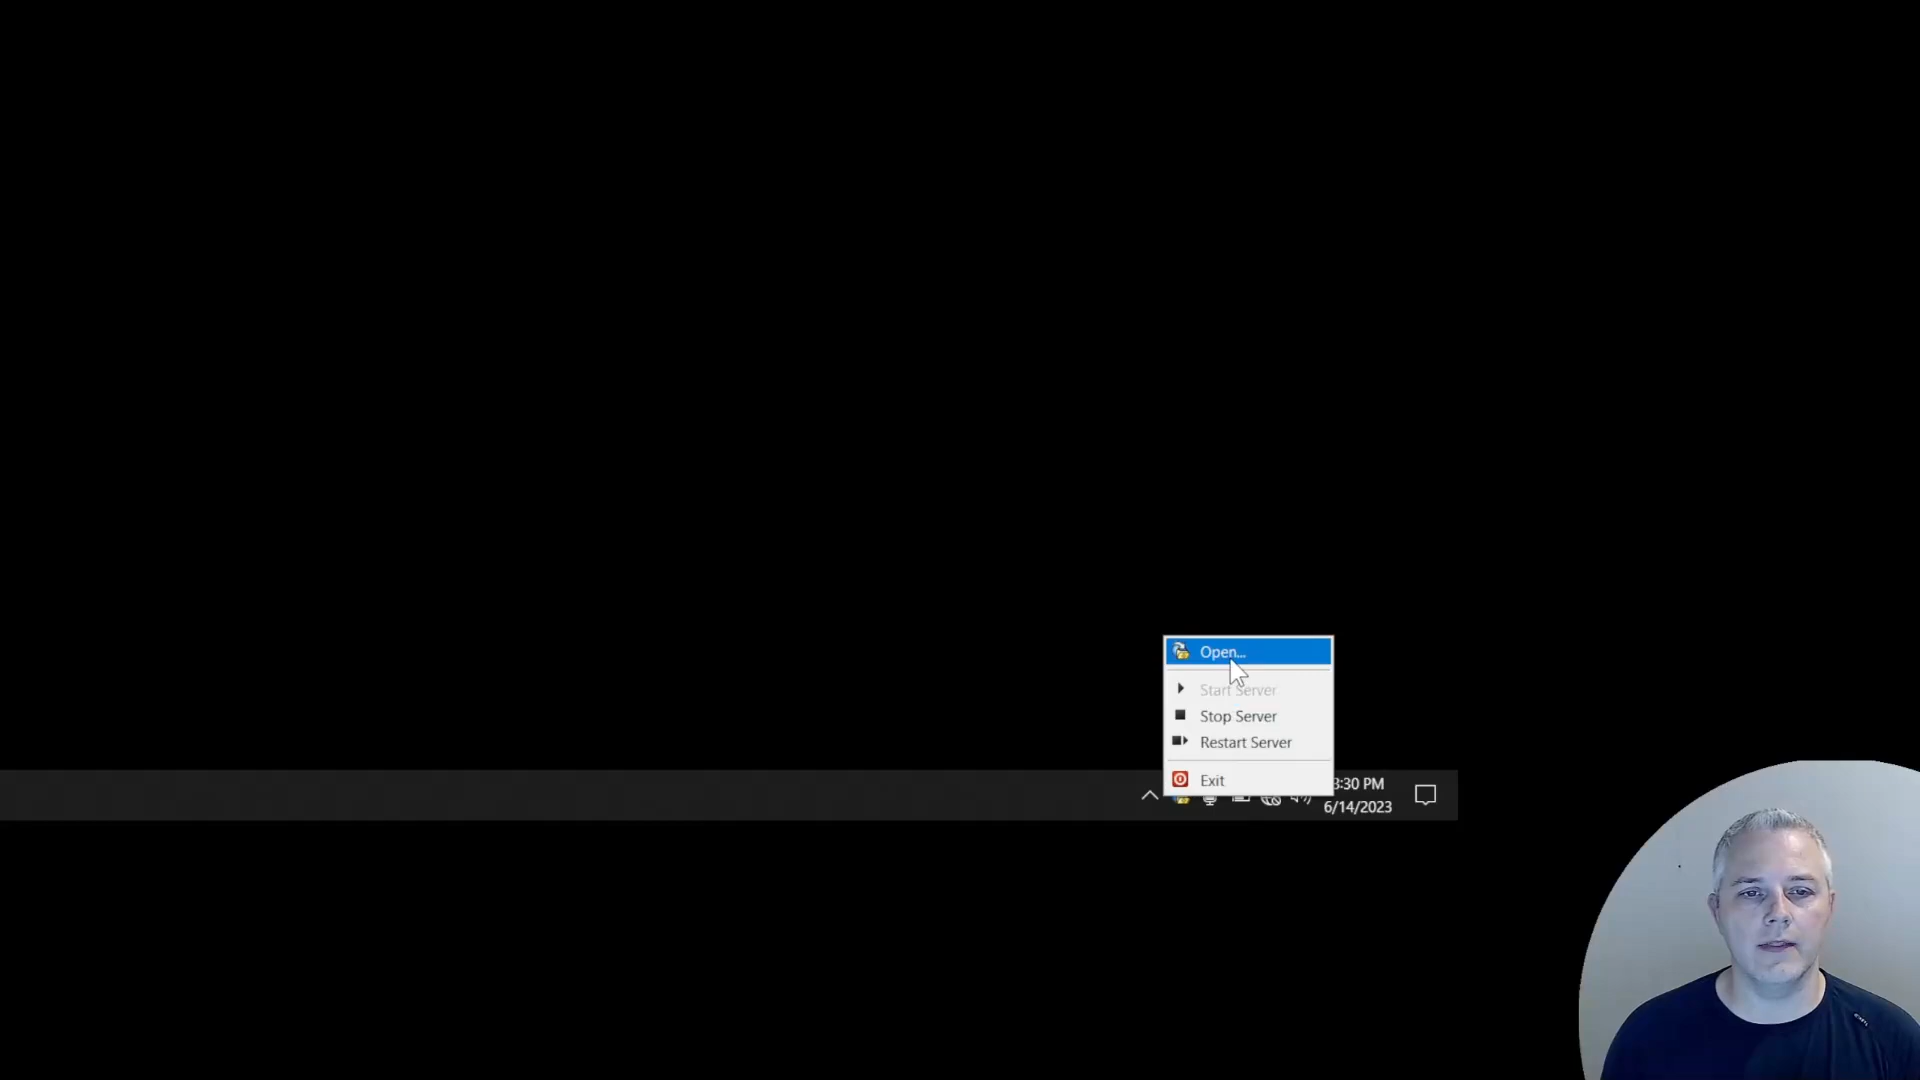 Open...
Start Server
Stop Server
Restart Server
Exit
3:30 PM
6/14/2023